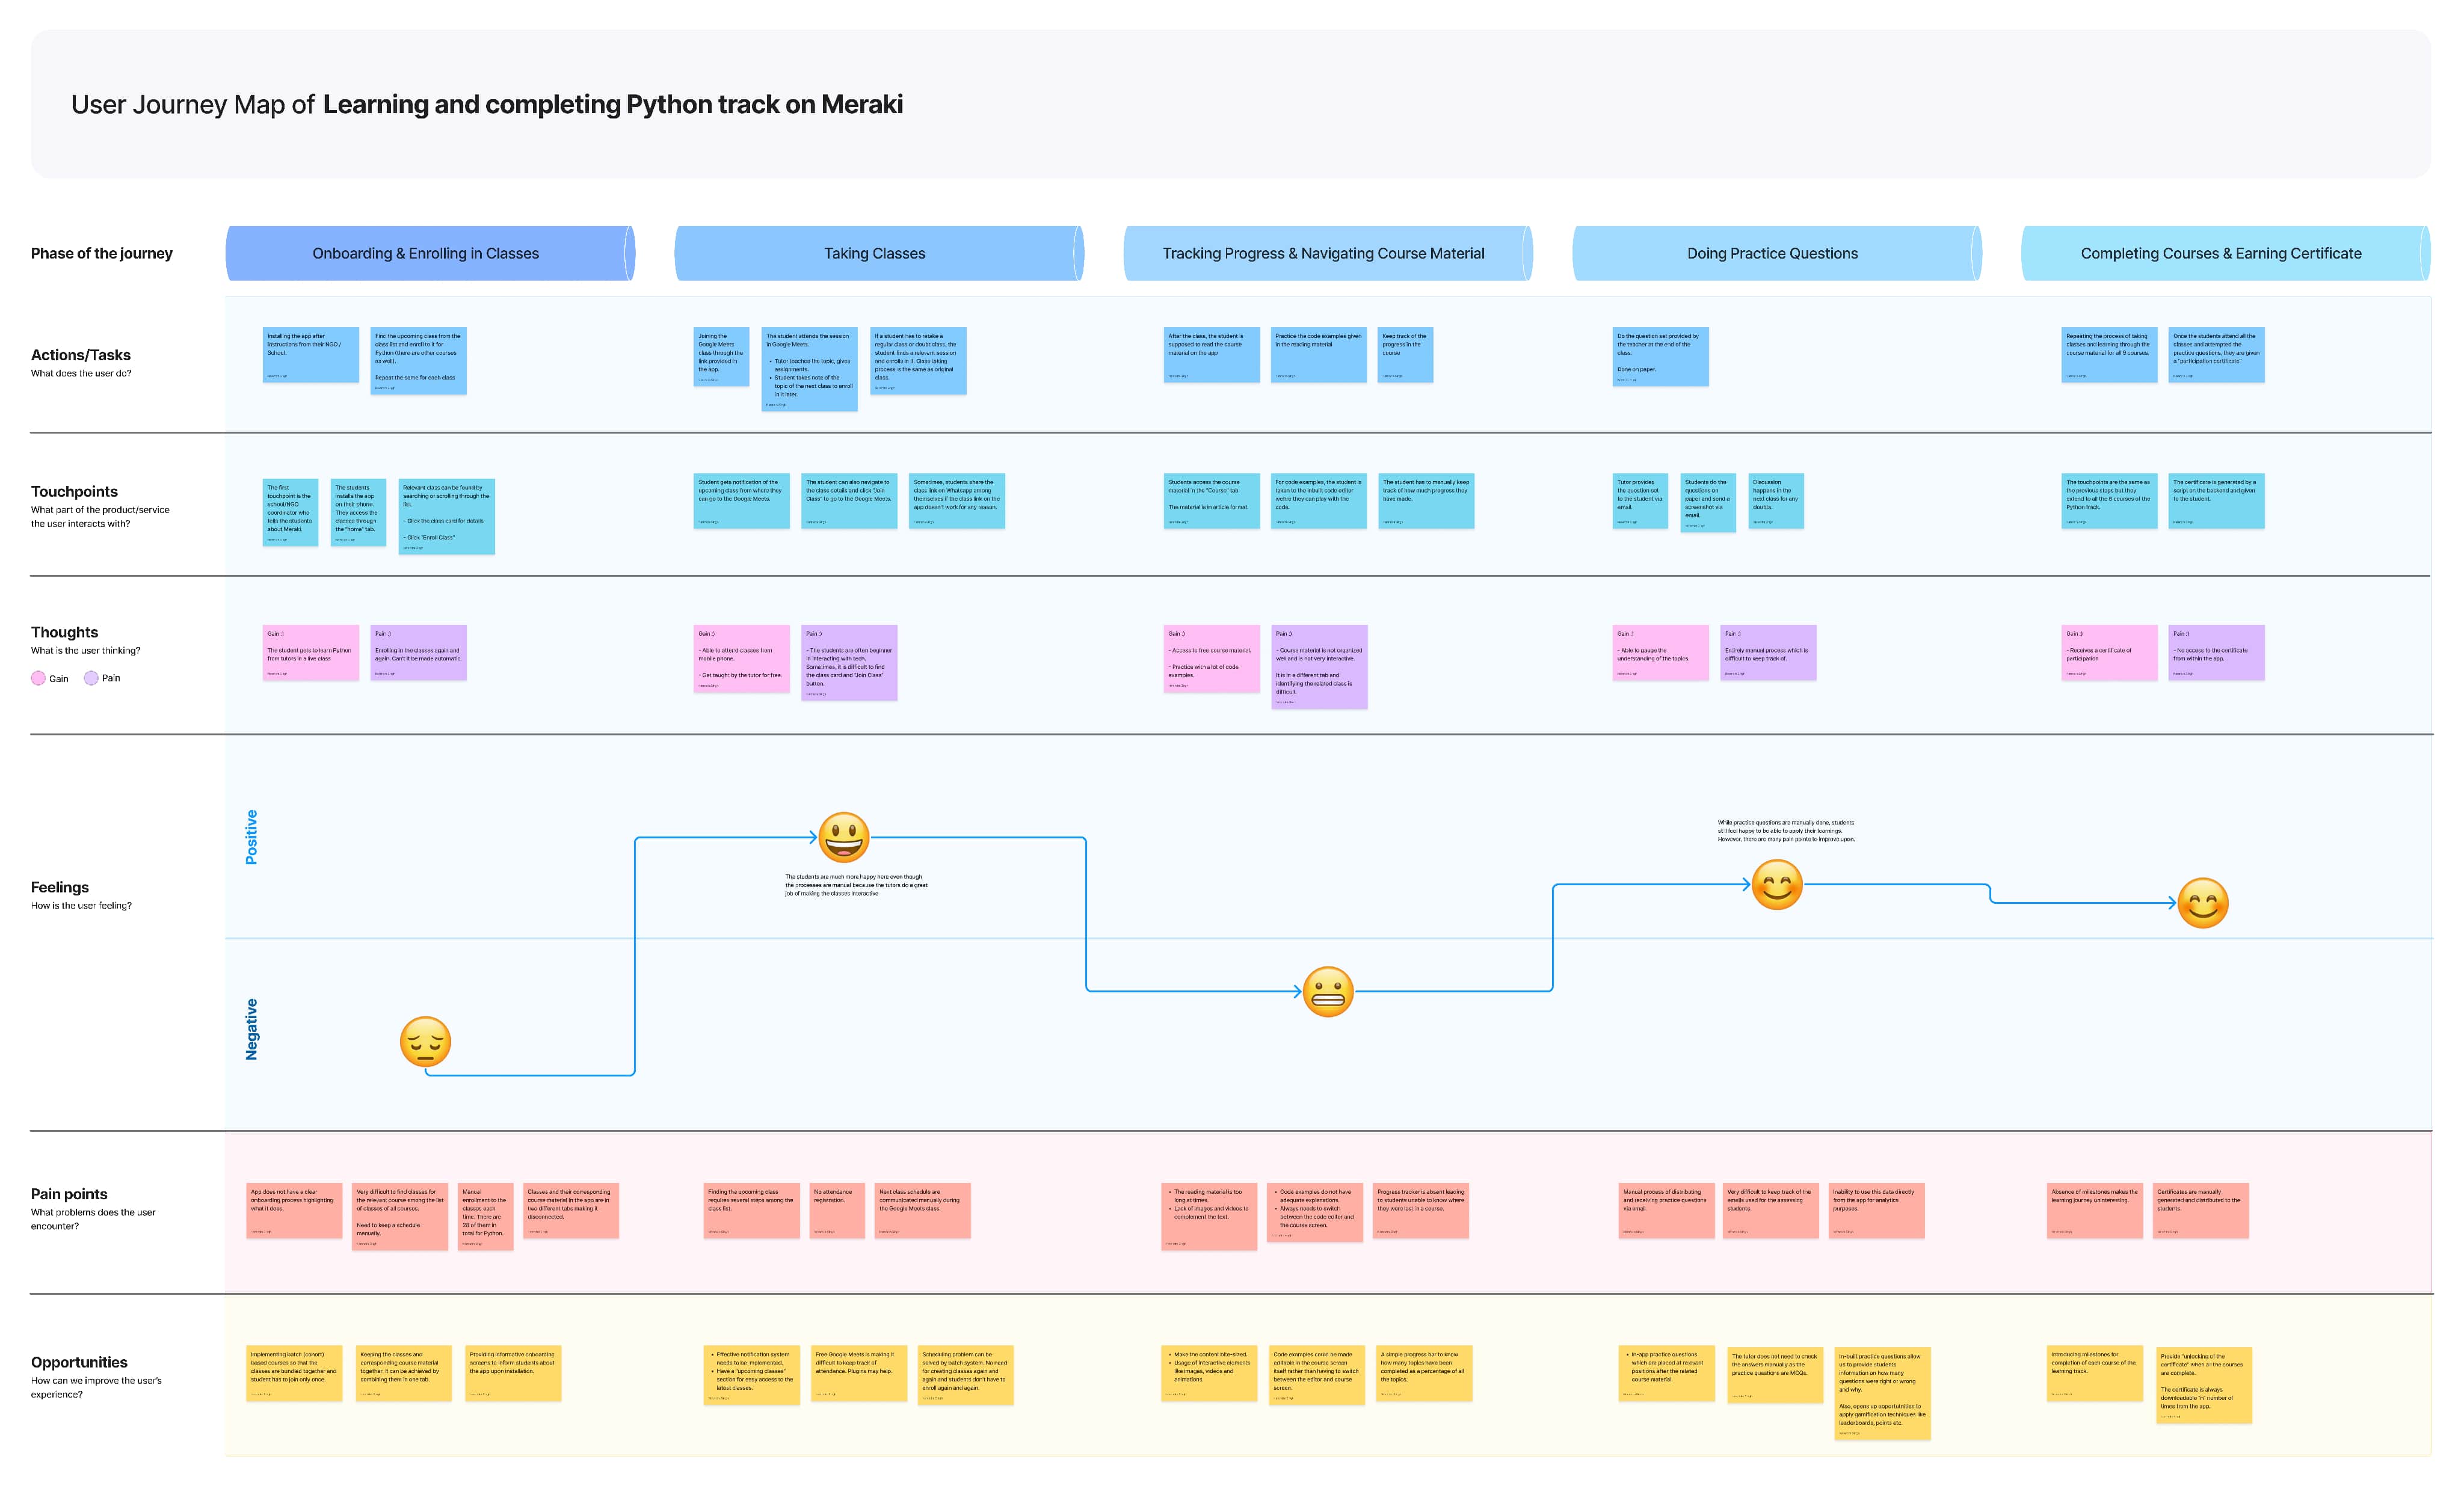 User Journey Map of Learning and completing Python track on Meraki
Phase of the journey
Onboarding & Enrolling in Classes
Taking Classes
Tracking Progress & Navigating Course Material
Doing Practice Questions
Completing Courses & Earning Certificate
Actions/Tasks
What does the user do?
Installing the app after
instructions from their NGO /
School.
Find the upcoming class from the
class list and enroll to it for
Python (there are other courses
as well).
Repeat the same for each class
Joining the
Google Meets
class through the
link provided in
the app.
The student attends the session
in Google Meets.
• Tutor teaches the topic, gives
assignments.
• Student takes note of the
topic of the next class to enroll
in it later.
If a student has to retake a
regular class or doubt class, the
student finds a relevant session
and enrolls in it. Class taking
process is the same as original
class.
After the class, the student is
supposed to read the course
material on the app
Practice the code examples given
in the reading material
Keep track of the
progress in the
course
Do the question set provided by
the teacher at the end of the
class.
Done on paper.
Repeating the process of taking
classes and learning through the
course material for all 9 courses.
Once the students attend all the
classes and attempted the
practice questions, they are given
a "participation certificate"
Touchpoints
What part of the product/service
the user interacts with?
The first
touchpoint is the
school/NGO
coordinator who
tells the students
about Meraki.
The students
installs the app
on their phone.
They access the
classes through
the "home" tab.
Relevant class can be found by
searching or scrolling through the
list.
- Click the class card for details
- Click "Enroll Class"
Student gets notification of the
upcoming class from where they
can go to the Google Meets.
The student can also navigate to
the class details and click "Join
Class" to go to the Google Meets.
Sometimes, students share the
class link on Whatsapp among
themselves if the class link on the
app doesn't work for any reason.
Students access the course
material in the "Course" tab.
The material is in article format.
For code examples, the student is
taken to the inbuilt code editor
where they can play with the
code.
The student has to manually keep
track of how much progress they
have made.
Tutor provides
the question set
to the student via
email.
Students do the
questions on
paper and send a
screenshot via
email.
Discussion
happens in the
next class for any
doubts.
The touchpoints are the same as
the previous steps but they
extend to all the 8 courses of the
Python track.
The certificate is generated by a
script on the backend and given
to the student.
Thoughts
What is the user thinking?
Gain
Pain
Gain :)
The student gets to learn Python
from tutors in a live class
Pain :)
Enrolling in the classes again and
again. Can't it be made automatic.
Gain :)
- Able to attend classes from
mobile phone.
- Get taught by the tutor for free.
Pain :)
- The students are often beginner
in interacting with tech.
Sometimes, it is difficult to find
the class card and "Join Class"
button.
Gain :)
- Access to free course material.
- Practice with a lot of code
examples.
Pain :)
- Course material is not organized
well and is not very interactive.
It is in a different tab and
identifying the related class is
difficult.
Gain :)
- Able to gauge the
understanding of the topics.
Pain :)
Entirely manual process which is
difficult to keep track of.
Gain :)
- Receives a certificate of
participation
Pain :)
- No access to the certificate
from within the app.
Feelings
How is the user feeling?
Positive
Negative
The students are much more happy here even though
the processes are manual because the tutors do a great
job of making the classes interactive
While practice questions are manually done, students
still feel happy to be able to apply their learnings.
However, there are many pain points to improve upon.
Pain points
What problems does the user
encounter?
App does not have a clear
onboarding process highlighting
what it does.
Very difficult to find classes for
the relevant course among the list
of classes of all courses.
Need to keep a schedule
manually.
Manual
enrollment to the
classes each
time. There are
28 of them in
total for Python.
Classes and their corresponding
course material in the app are in
two different tabs making it
disconnected.
Finding the upcoming class
requires several steps among the
class list.
No attendance
registration.
Next class schedule are
communicated manually during
the Google Meets class.
• The reading material is too
long at times.
• Lack of images and videos to
complement the text.
• Code examples do not have
adequate explanations.
• Always needs to switch
between the code editor and
the course screen.
Progress tracker is absent leading
to students unable to know where
they were last in a course.
Manual process of distributing
and receiving practice questions
via email.
Very difficult to keep track of the
emails used for the assessing
students.
Inability to use this data directly
from the app for analytics
purposes.
Absence of milestones makes the
learning journey uninteresting.
Certificates are manually
generated and distributed to the
students.
Opportunities
How can we improve the user's
experience?
Implementing batch (cohort)
based courses so that the
classes are bundled together and
student has to join only once.
Keeping the classes and
corresponding course material
together. It can be achieved by
combining them in one tab.
Providing informative onboarding
screens to inform students about
the app upon installation.
• Effective notification system
needs to be implemented.
• Have a "upcoming classes"
section for easy access to the
latest classes.
Free Google Meets is making it
difficult to keep track of
attendance. Plugins may help.
Scheduling problem can be
solved by batch system. No need
for creating classes again and
again and students don't have to
enroll again and again.
• Make the content bite-sized.
• Usage of interactive elements
like images, videos and
animations.
Code examples could be made
editable in the course screen
itself rather than having to switch
between the editor and course
screen.
A simple progress bar to know
how many topics have been
completed as a percentage of all
the topics.
• In-app practice questions
which are placed at relevant
positions after the related
course material.
The tutor does not need to check
the answers manually as the
practice questions are MCQs.
In-built practice questions allow
us to provide students
information on how many
questions were right or wrong
and why.
Also, opens up opportunities to
apply gamification techniques like
leaderboards, points etc.
Introducing milestones for
completion of each course of the
learning track.
Provide "unlocking of the
certificate" when all the courses
are complete.
The certificate is always
downloadable "n" number of
times from the app.